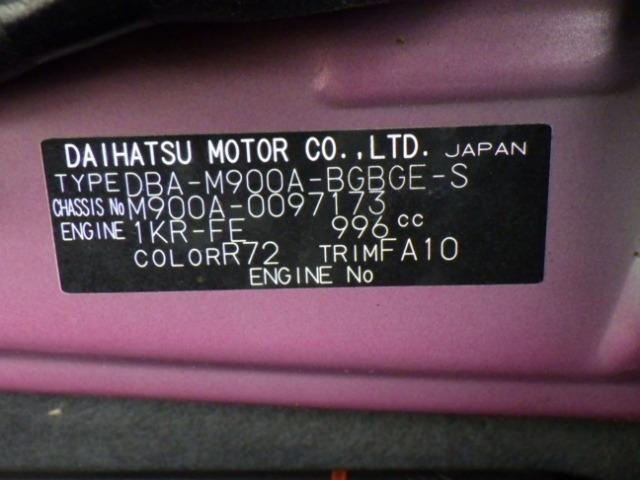 DAIHATSU MOTOR CO.,LTD. JAPAN
TYPE DBA-M900A-BGBGE-S
CHASSIS No M900A-0097173
ENGINE 1KR-FE 996 cc
COLOR R72 TRIM FA10
ENGINE No